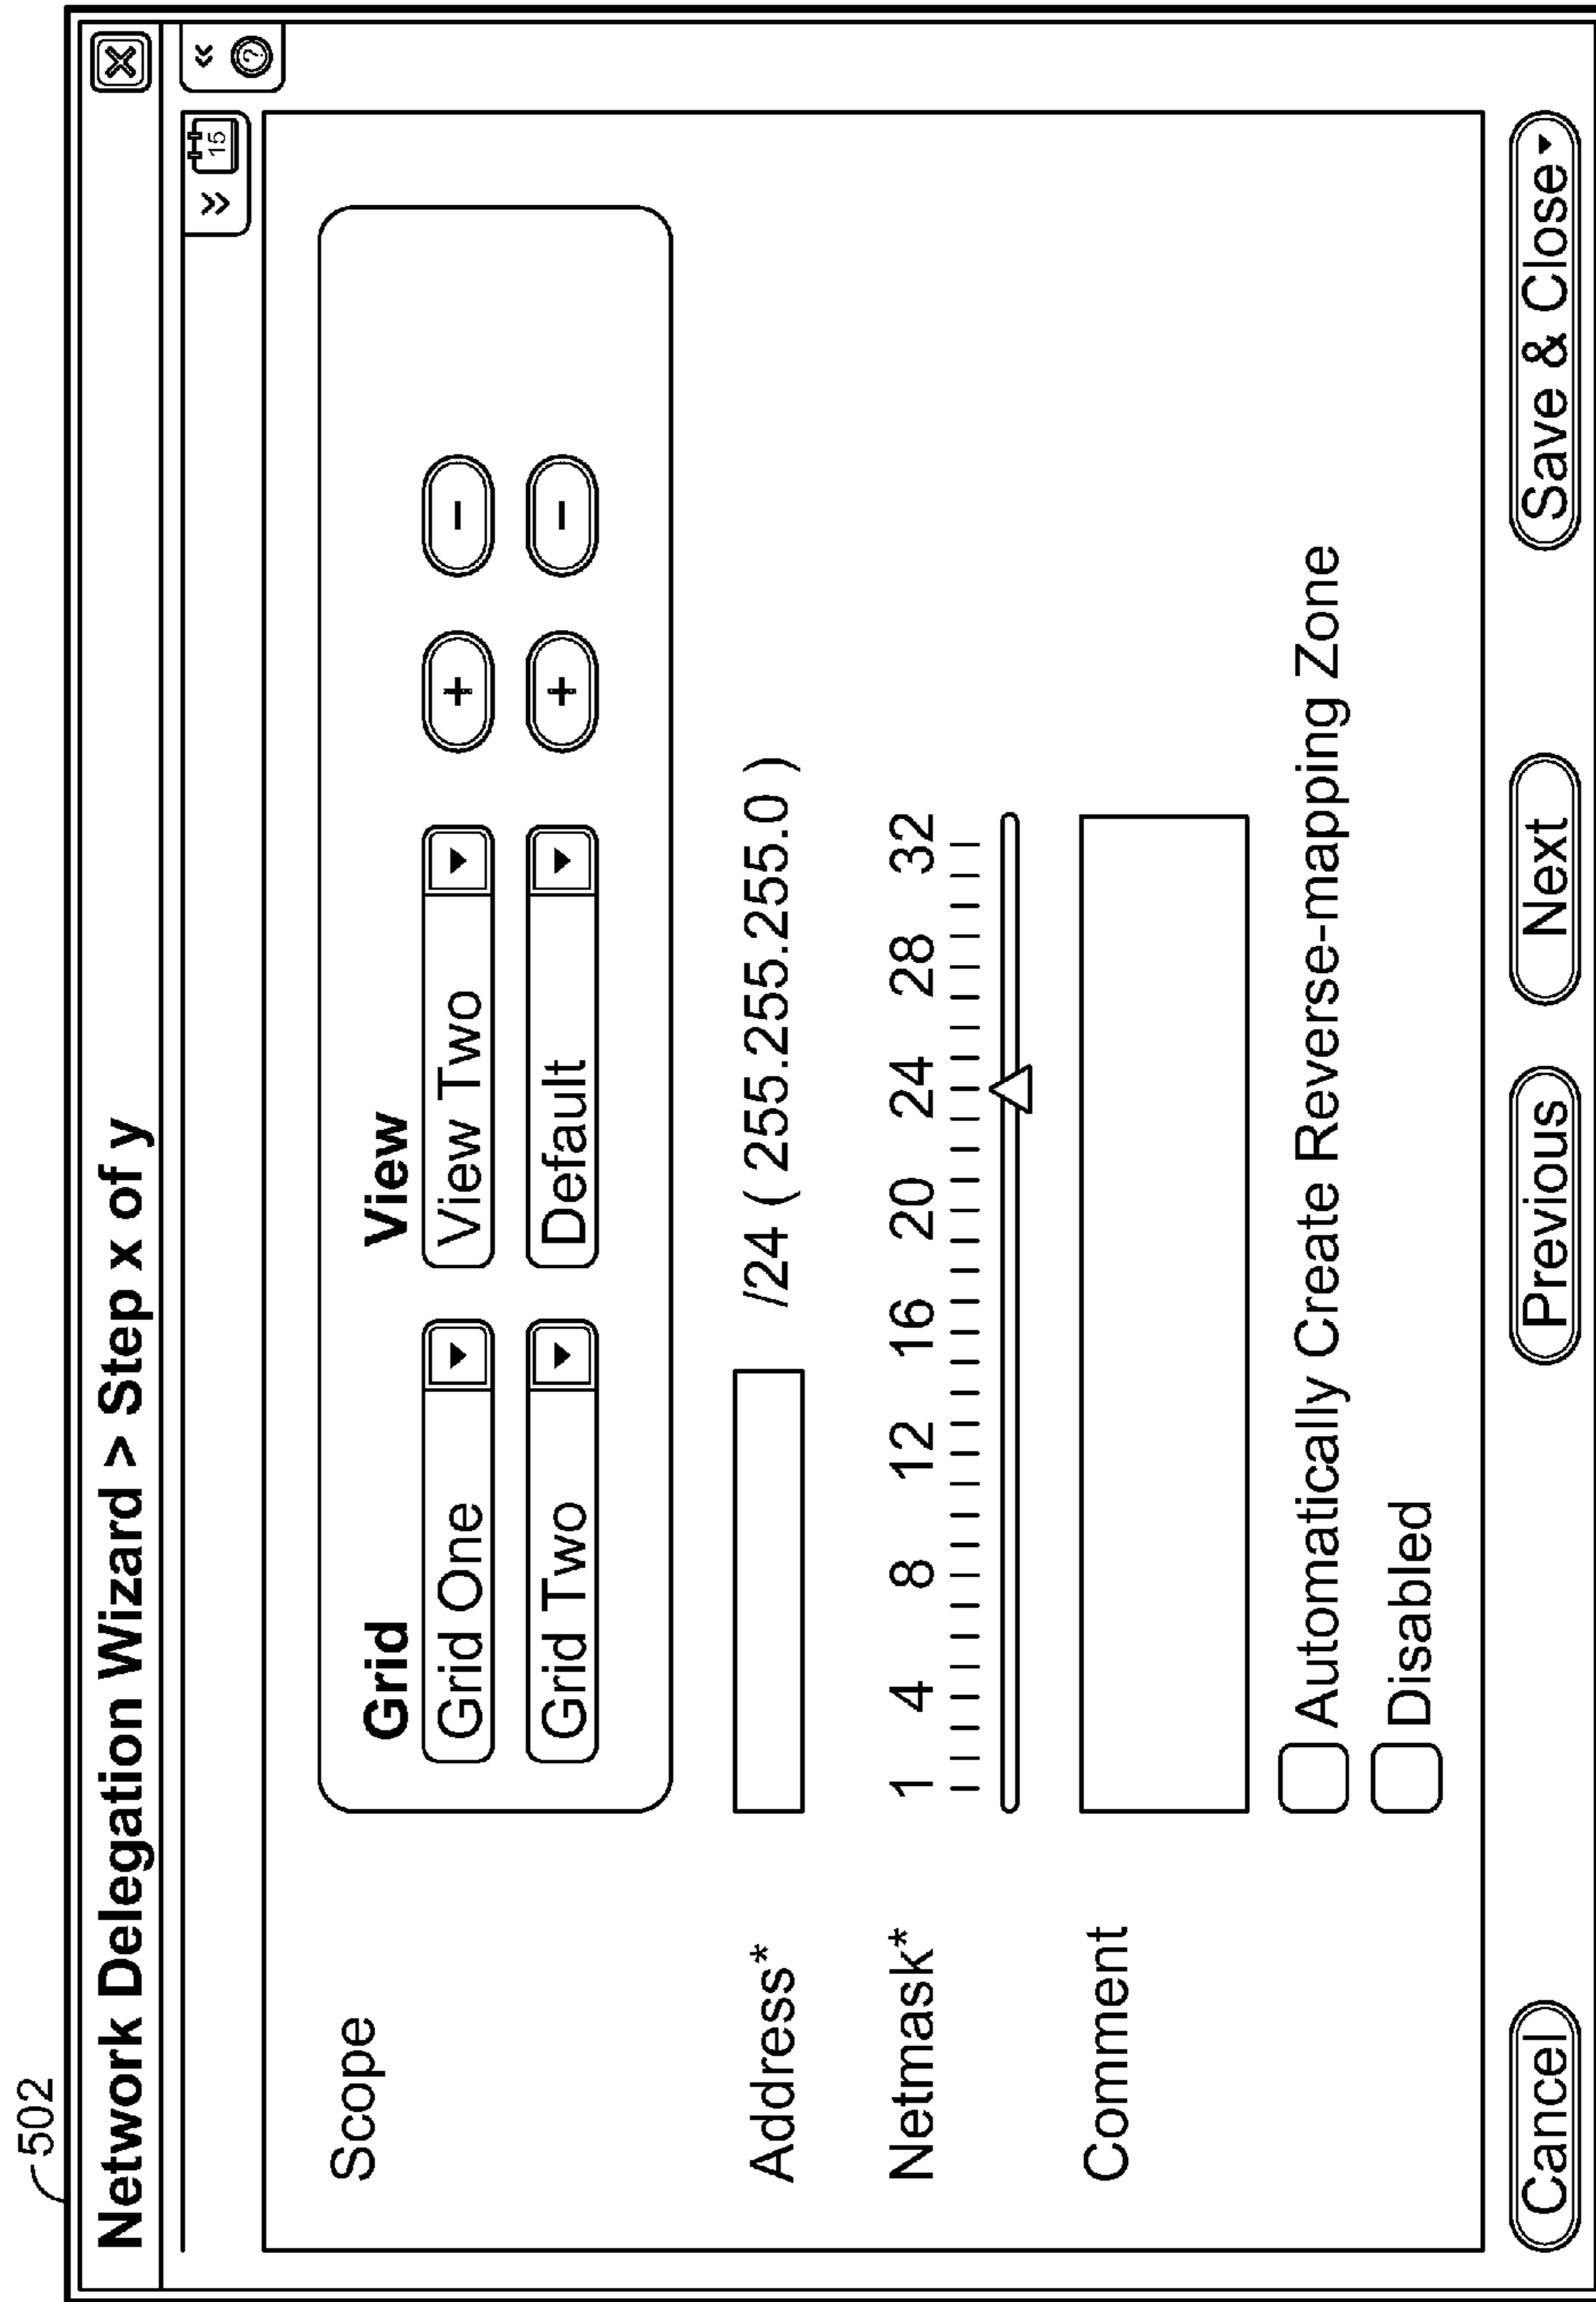 502
Network Delegation Wizard > Step x of y
«
?
» 15
Scope
Grid View
Grid One View Two + -
Grid Two Default + -
Address* /24 ( 255.255.255.0 )
Netmask* 1 4 8 12 16 20 24 28 32
Comment
Automatically Create Reverse-mapping Zone
Disabled
Cancel Previous Next Save & Close